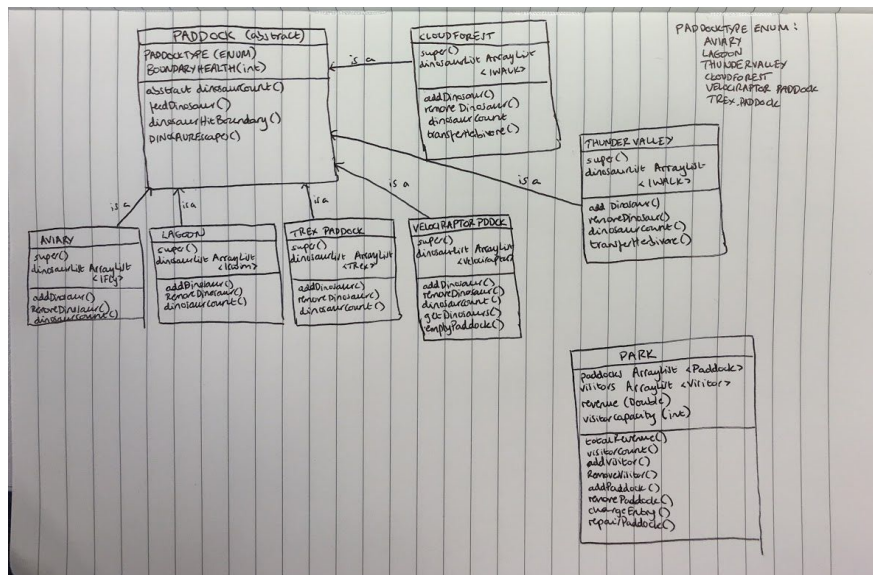 PADDOCK (abstract)
PADDOCKTYPE (ENUM)
BOUNDARYHEALTH (int)
abstract dinosaurCount()
feedDinosaur()
dinosaurHitBoundary()
DINOSAUREscape()
is a
CLOUDFOREST
super()
dinosaurList ArrayList
<IWALK>
addDinosaur()
remove Dinosaur()
dinosaurCount
transferHerbivore()
PADDOCKTYPE ENUM:
AVIARY
LAGOON
THUNDERVALLEY
CLOUDFOREST
VELOCIRAPTOR PADDOCK
TREX.PADDOCK
is a
THUNDERVALLEY
super()
dinosaurList ArrayList
<IWALK>
add Dinosaur()
removeDinosaur()
dinosaurCount()
transferHerbivore()
is a
is a
is a
is a
AVIARY
super()
dinosaurList ArrayList
<IFly>
addDinosaur()
RemoveDinosaur()
dinosaurCount()
LAGOON
super()
dinosaurList ArrayList
<ISwim>
addDinosaur()
RemoveDinosaur()
dinosaurCount()
TREX PADDOCK
super()
dinosaurList ArrayList
<TRex>
addDinosaur()
removeDinosaur()
dinosaurCount()
VELOCIRAPTOR PDDCK
super()
dinosaurList ArrayList
<Velociraptor>
addDinosaur()
removeDinosaur()
dinosaurCount()
getDinosaurs()
emptyPaddock()
PARK
paddocks ArrayList <Paddock>
visitors ArrayList <Visitor>
revenue (Double)
visitorCapacity (int)
totalRevenue()
visitorCount()
addVisitor()
RemoveVisitor()
addPaddock()
removePaddock()
chargeEntry()
repairPaddock()